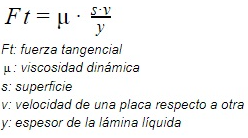 Ft = μ · s·v/y
Ft: fuerza tangencial
μ: viscosidad dinámica
s: superficie
v: velocidad de una placa respecto a otra
y: espesor de la lámina líquida